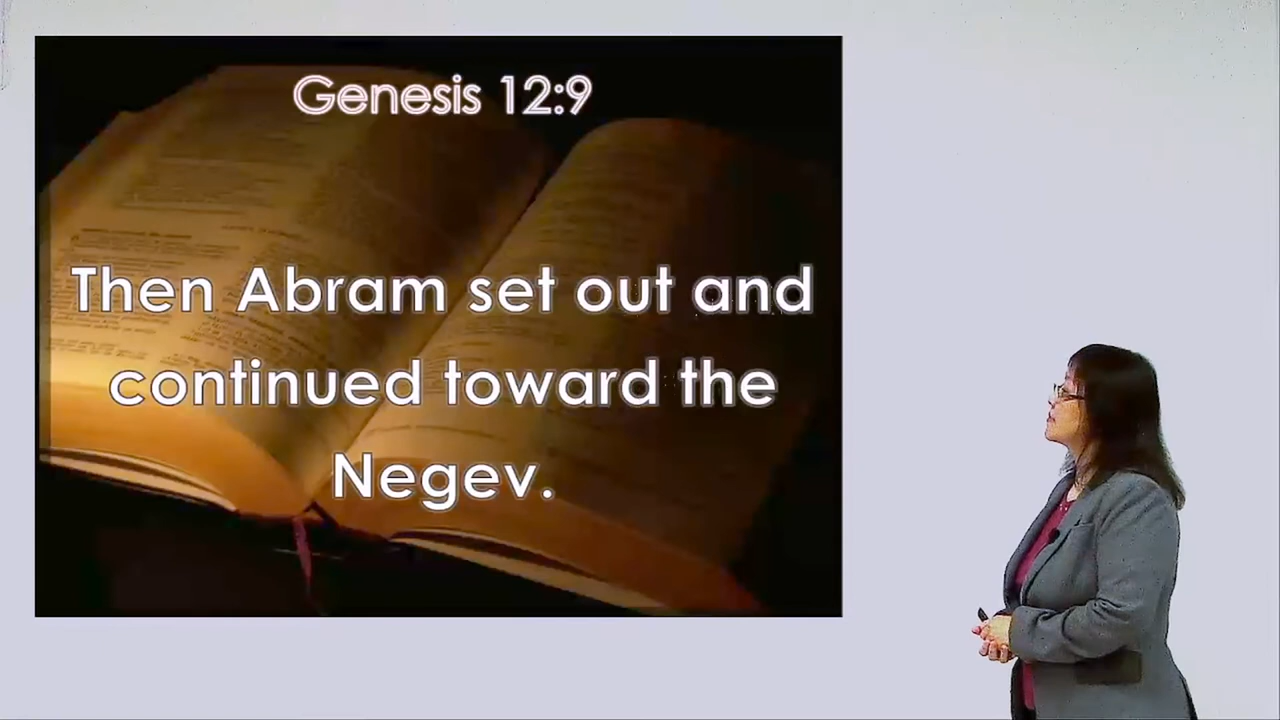 Genesis 12:9
Then Abram set out and
continued toward the
Negev.